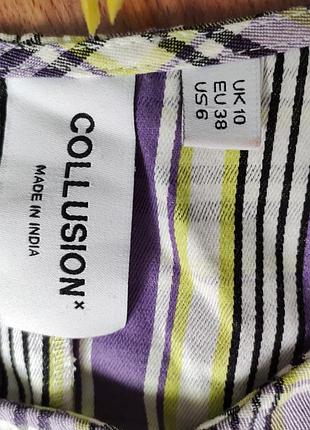 COLLUSION×
MADE IN INDIA
UK 10
EU 38
US 6